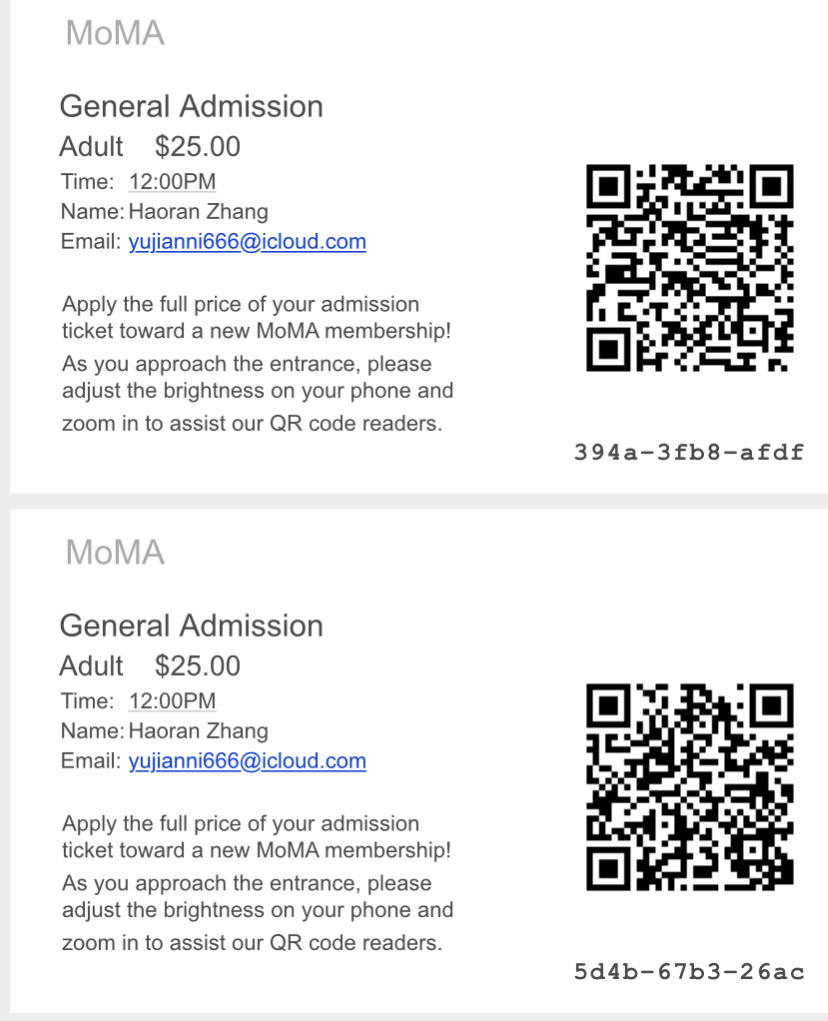 MoMA
General Admission
Adult $25.00
Time: 12:00PM
Name: Haoran Zhang
Email: yujianni666@icloud.com
Apply the full price of your admission
ticket toward a new MoMA membership!
As you approach the entrance, please
adjust the brightness on your phone and
zoom in to assist our QR code readers.
394a-3fb8-afdf
MoMA
General Admission
Adult $25.00
Time: 12:00PM
Name: Haoran Zhang
Email: yujianni666@icloud.com
Apply the full price of your admission
ticket toward a new MoMA membership!
As you approach the entrance, please
adjust the brightness on your phone and
zoom in to assist our QR code readers.
5d4b-67b3-26ac